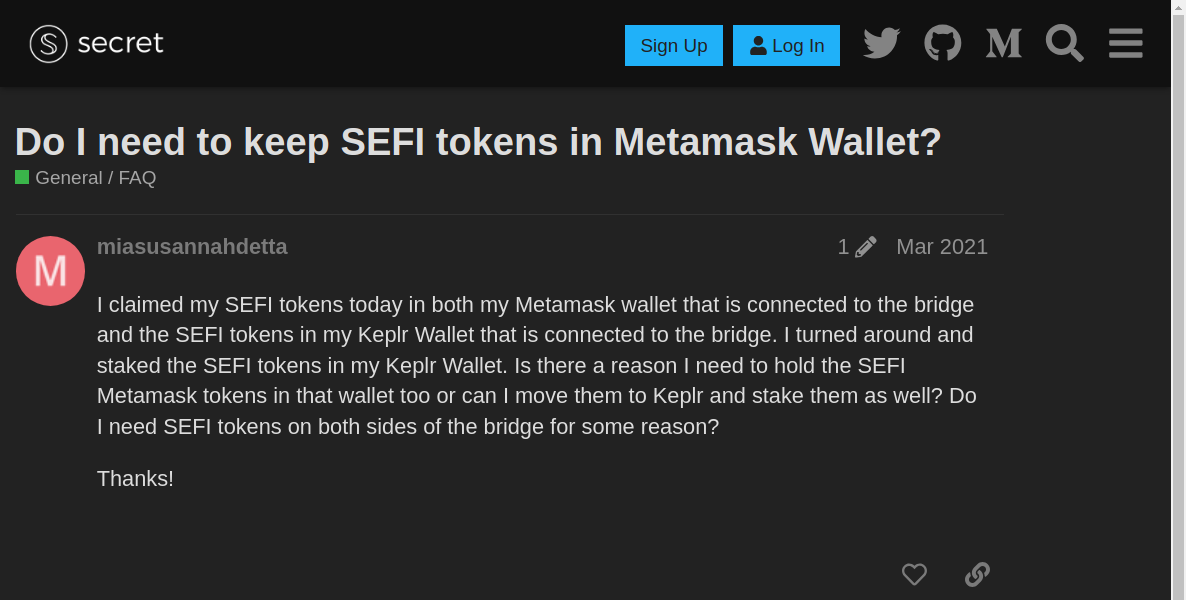 secret
Sign Up
Log In
Do I need to keep SEFI tokens in Metamask Wallet?
General / FAQ
M
miasusannahdetta
1
Mar 2021
I claimed my SEFI tokens today in both my Metamask wallet that is connected to the bridge
and the SEFI tokens in my Keplr Wallet that is connected to the bridge. I turned around and
staked the SEFI tokens in my Keplr Wallet. Is there a reason I need to hold the SEFI
Metamask tokens in that wallet too or can I move them to Keplr and stake them as well? Do
I need SEFI tokens on both sides of the bridge for some reason?
Thanks!